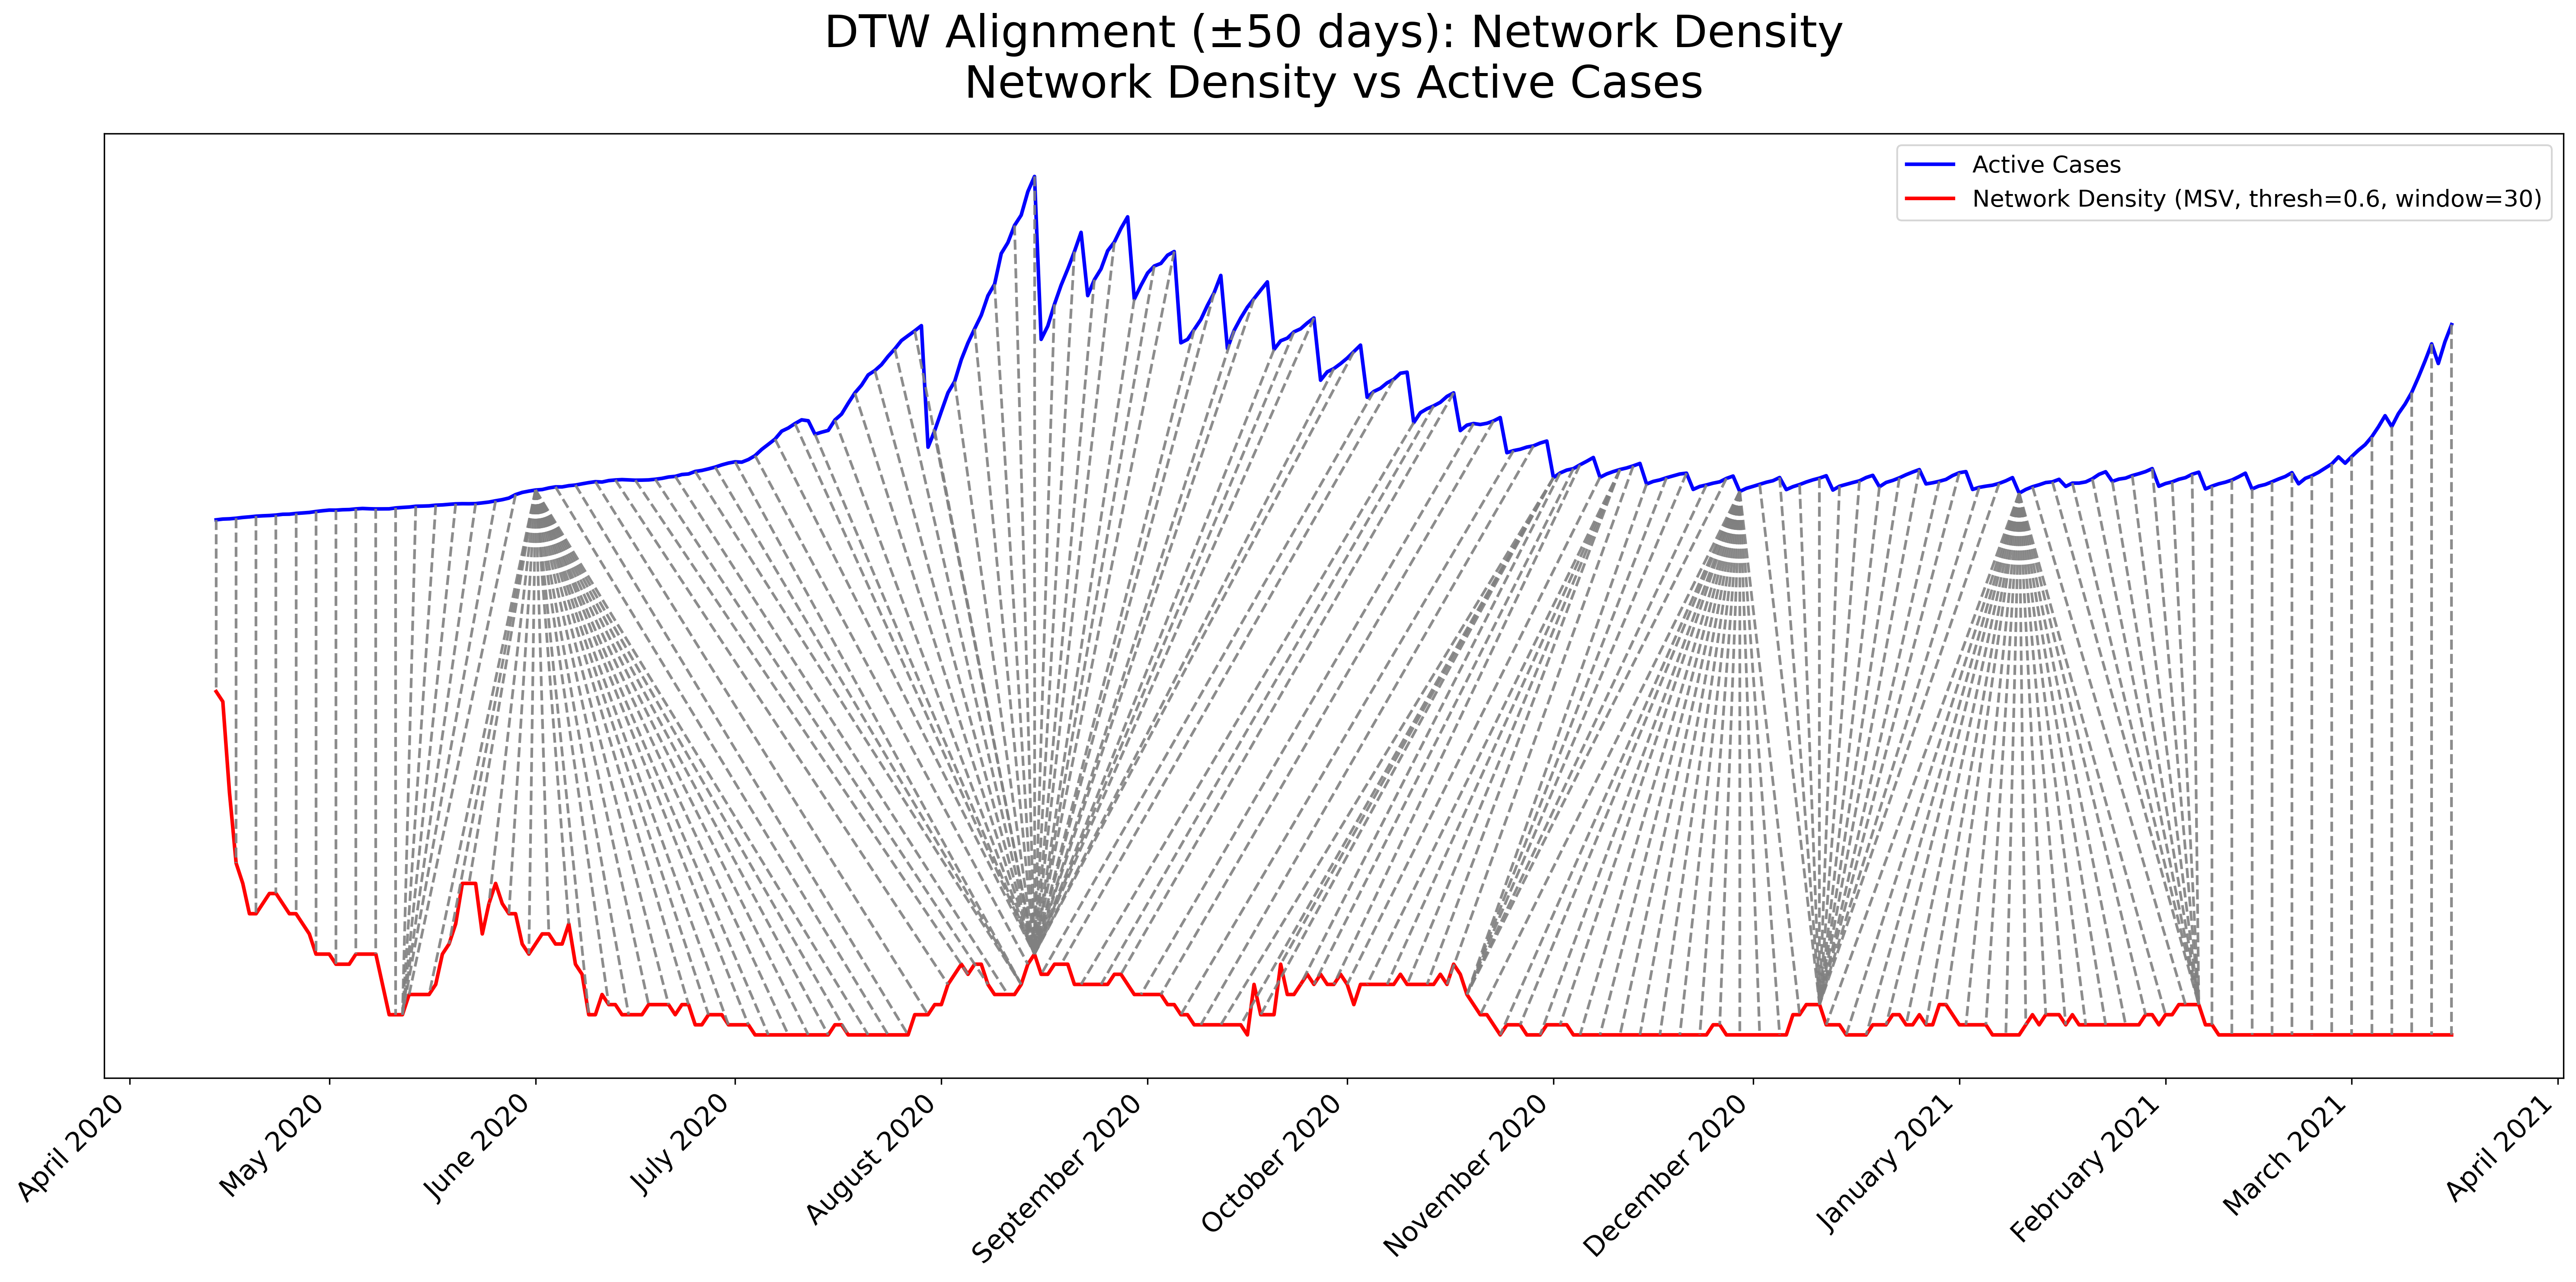 DTW Alignment (±50 days): Network Density
Network Density vs Active Cases
Active Cases
Network Density (MSV, thresh=0.6, window=30)
April 2020
May 2020
June 2020
July 2020
August 2020
September 2020
October 2020
November 2020
December 2020
January 2021
February 2021
March 2021
April 2021